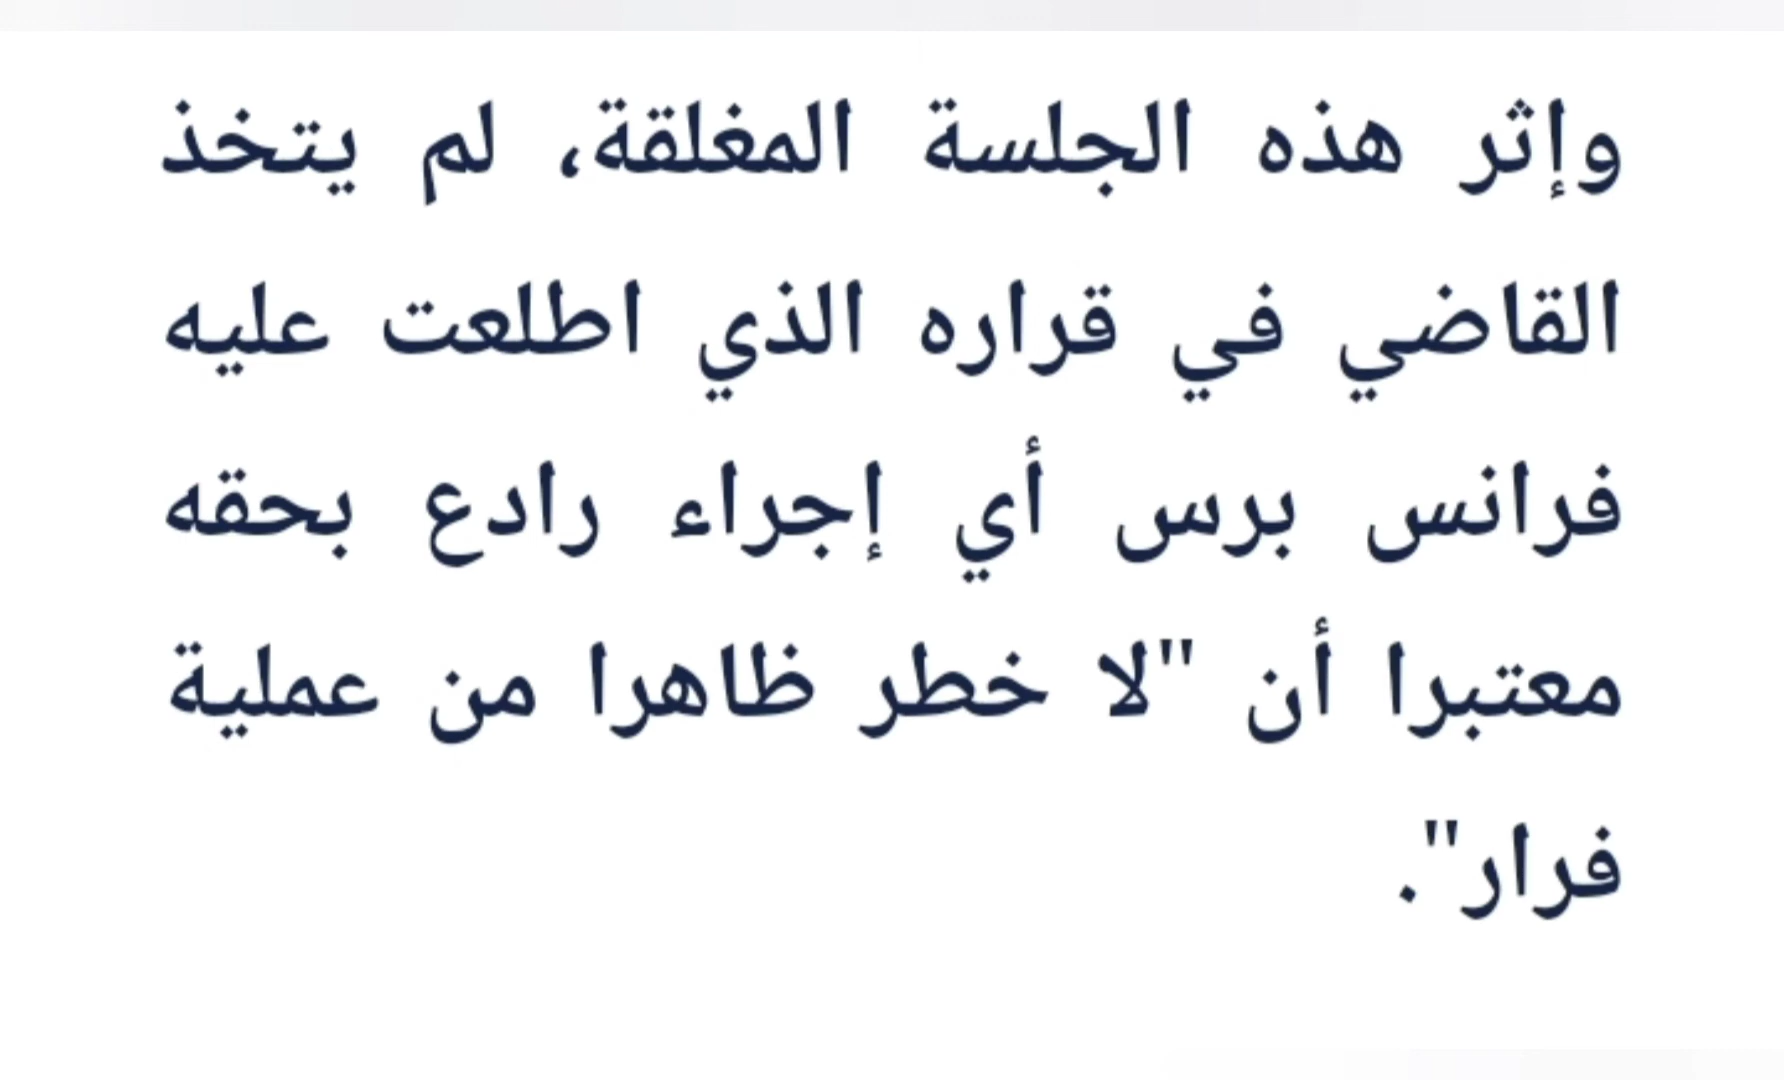 وإثر هذه الجلسة المغلقة، لم يتخذ
القاضي في قراره الذي اطلعت عليه
فرانس برس أي إجراء رادع بحقه
معتبرا أن "لا خطر ظاهرا من عملية
فرار".